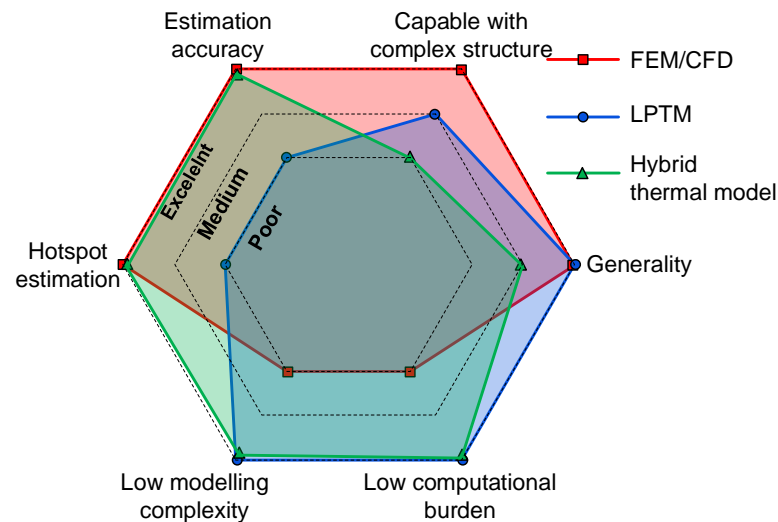 Estimation
accuracy
Capable with
complex structure
FEM/CFD
LPTM
Hybrid
thermal model
Excelelnt
Medium
Poor
Hotspot
estimation
Generality
Low modelling
complexity
Low computational
burden